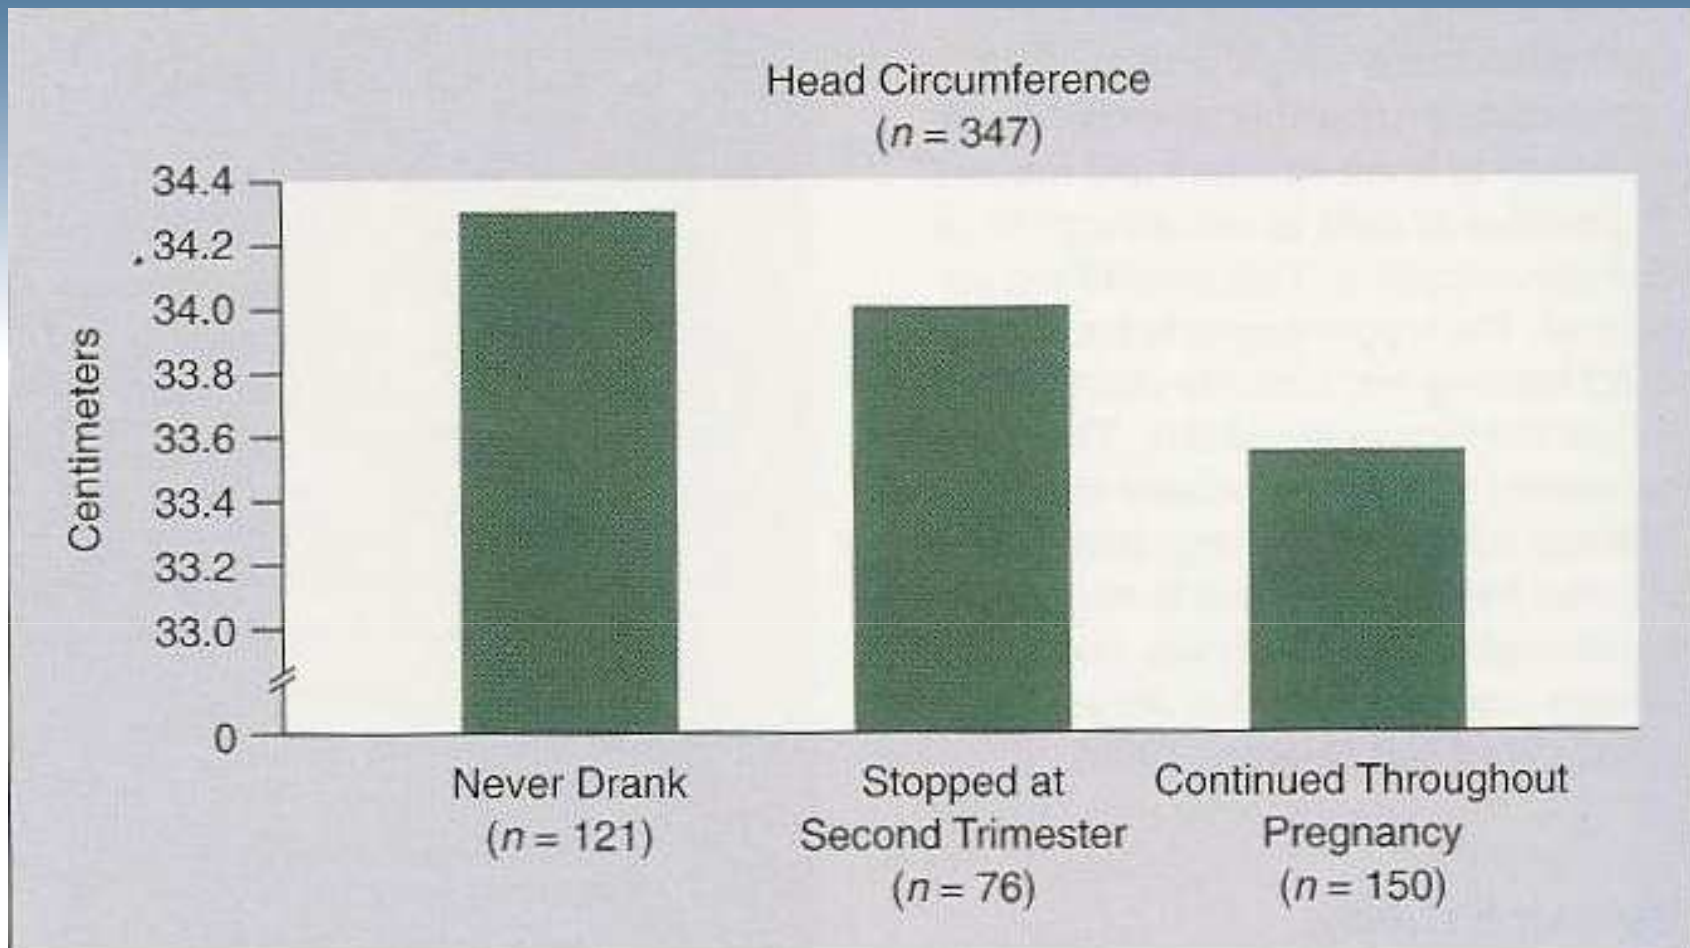 Head Circumference
(n = 347)
Centimeters
34.4
34.2
34.0
33.8
33.6
33.4
33.2
33.0
0
Never Drank
(n = 121)
Stopped at
Second Trimester
(n = 76)
Continued Throughout
Pregnancy
(n = 150)